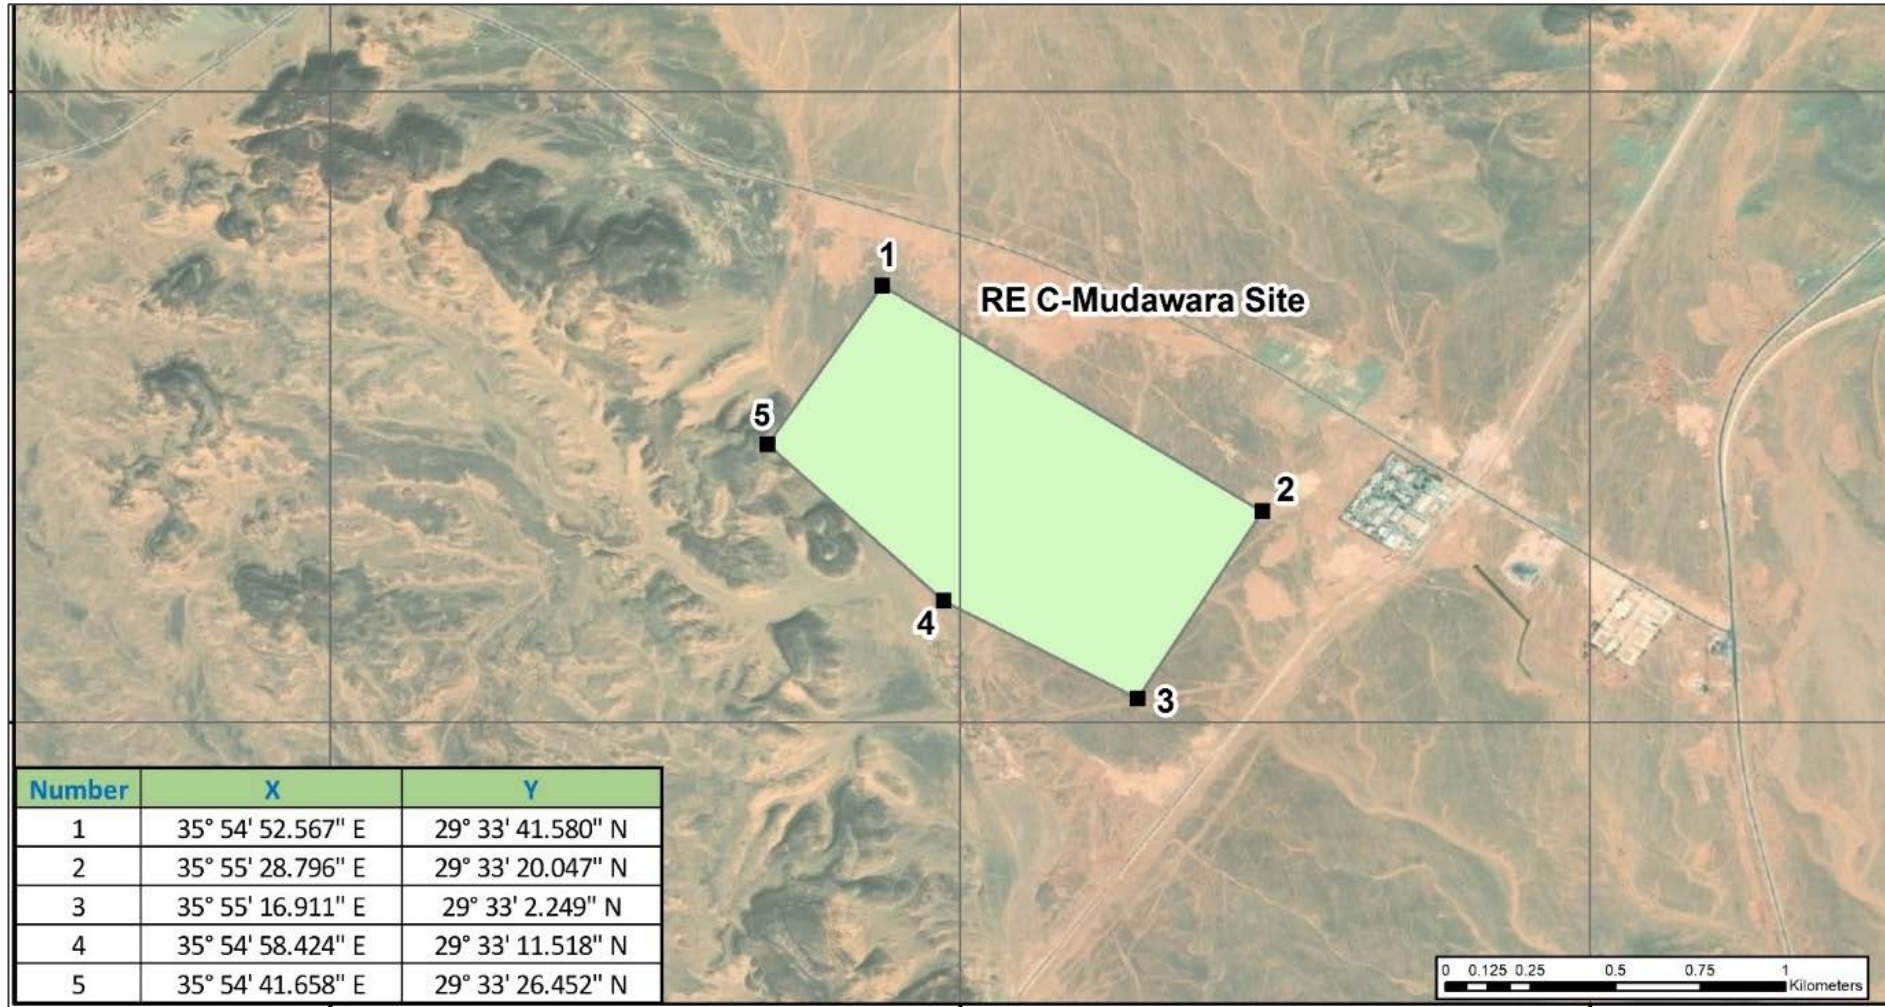 1
RE C-Mudawara Site
5
2
4
3
Number X Y
1 35° 54' 52.567" E 29° 33' 41.580" N
2 35° 55' 28.796" E 29° 33' 20.047" N
3 35° 55' 16.911" E 29° 33' 2.249" N
4 35° 54' 58.424" E 29° 33' 11.518" N
5 35° 54' 41.658" E 29° 33' 26.452" N
0 0.125 0.25 0.5 0.75 1
Kilometers